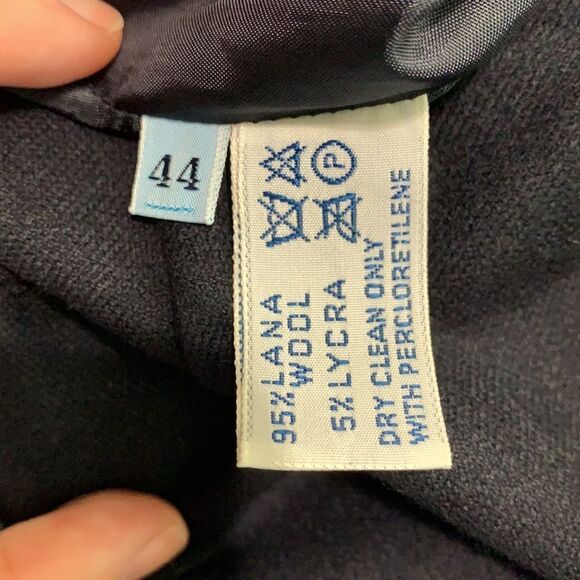 44
P
95% LANA
WOOL
5% LYCRA
DRY CLEAN ONLY
WITH PERCLORETILENE